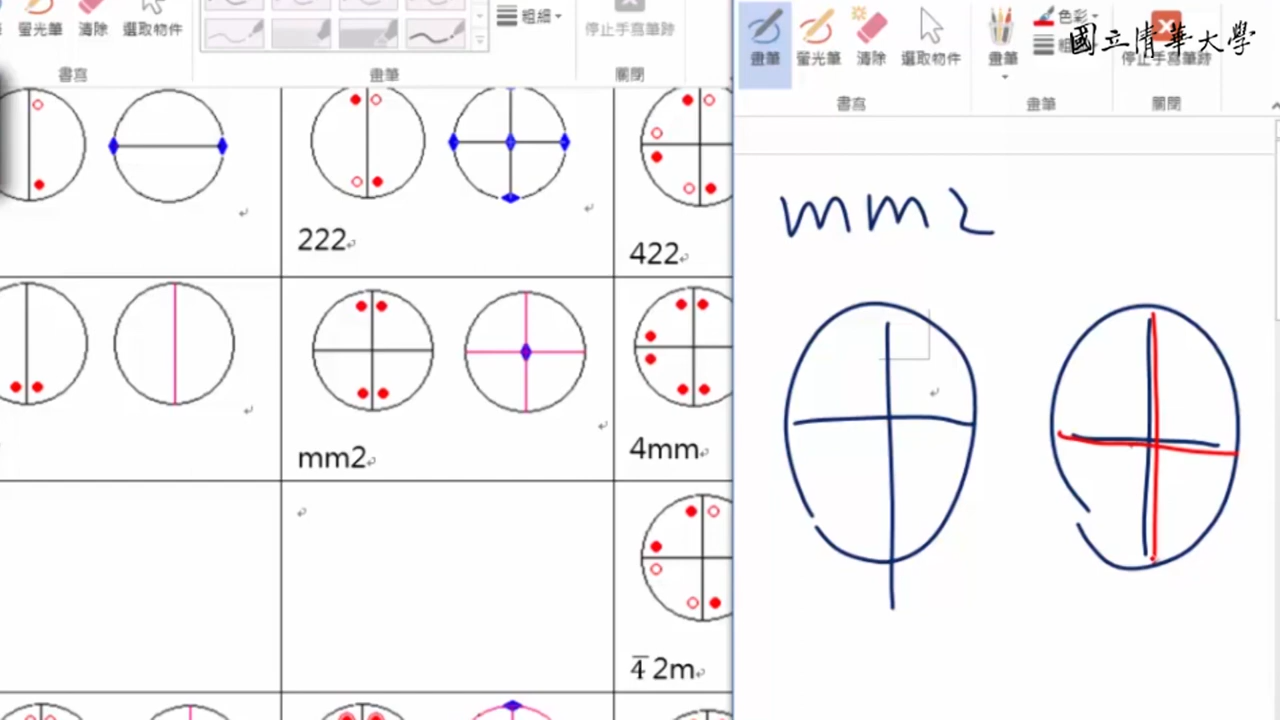 螢光筆 清除 選取物件 粗細 停止手寫筆跡
書寫 畫筆 關閉
畫筆 螢光筆 清除 選取物件 畫筆 色彩 停止手寫筆跡
國立清華大學
書寫 畫筆 關閉
mm2
222
422
mm2
4mm
4̅2m